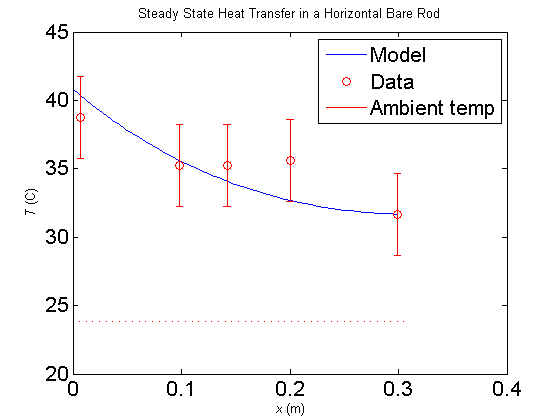 Steady State Heat Transfer in a Horizontal Bare Rod
45
40
35
30
25
20
T (C)
Model
Data
Ambient temp
0
0.1
0.2
0.3
0.4
x (m)